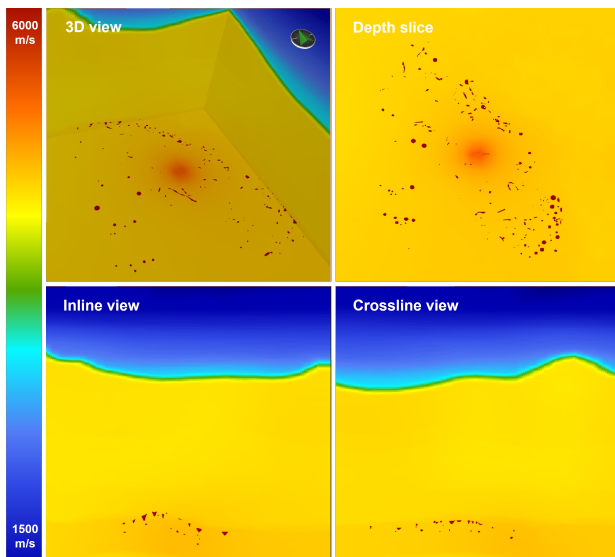 6000
m/s
3D view
Depth slice
Inline view
Crossline view
1500
m/s